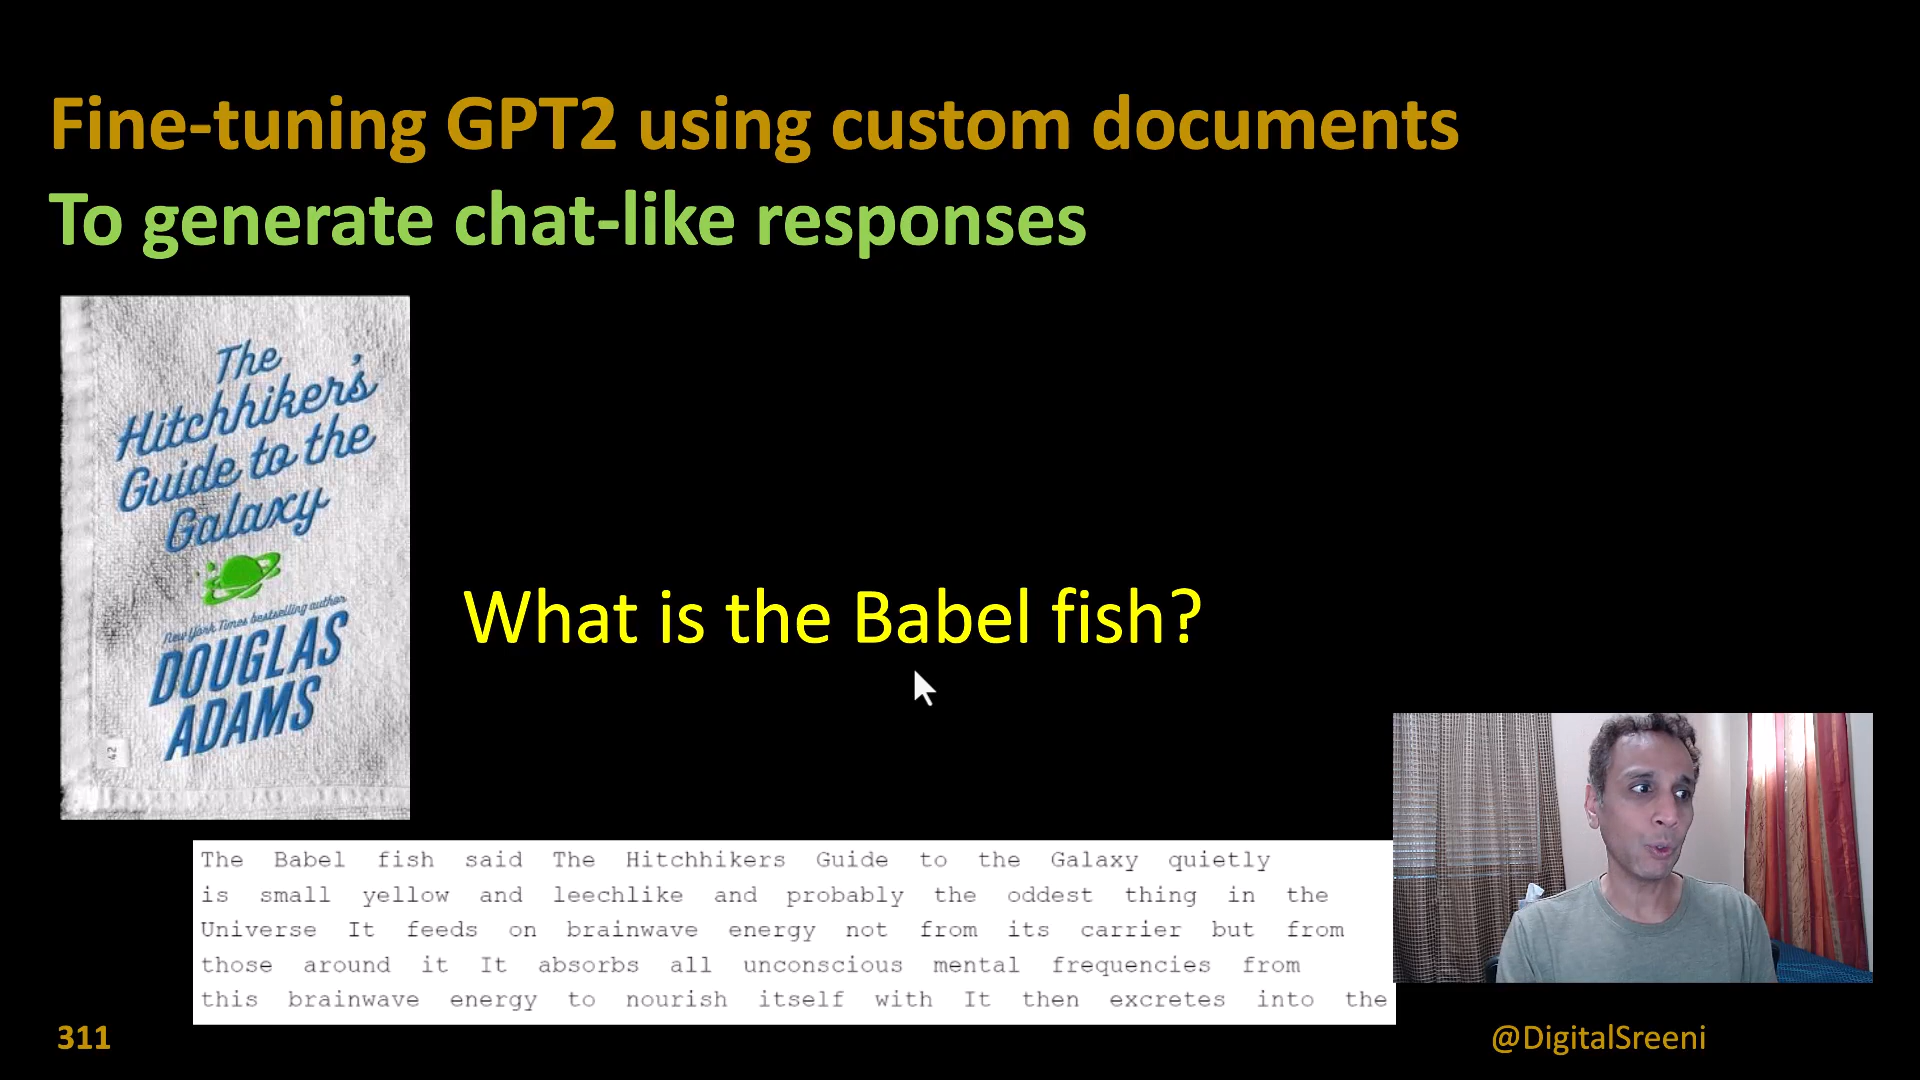 Fine-tuning GPT2 using custom documents
To generate chat-like responses
The
Hitchhiker's
Guide to the
Galaxy
New York Times bestselling author
DOUGLAS
ADAMS
42
What is the Babel fish?
The Babel fish said The Hitchhikers Guide to the Galaxy quietly
is small yellow and leechlike and probably the oddest thing in the
Universe It feeds on brainwave energy not from its carrier but from
those around it It absorbs all unconscious mental frequencies from
this brainwave energy to nourish itself with It then excretes into the
311
@DigitalSreeni